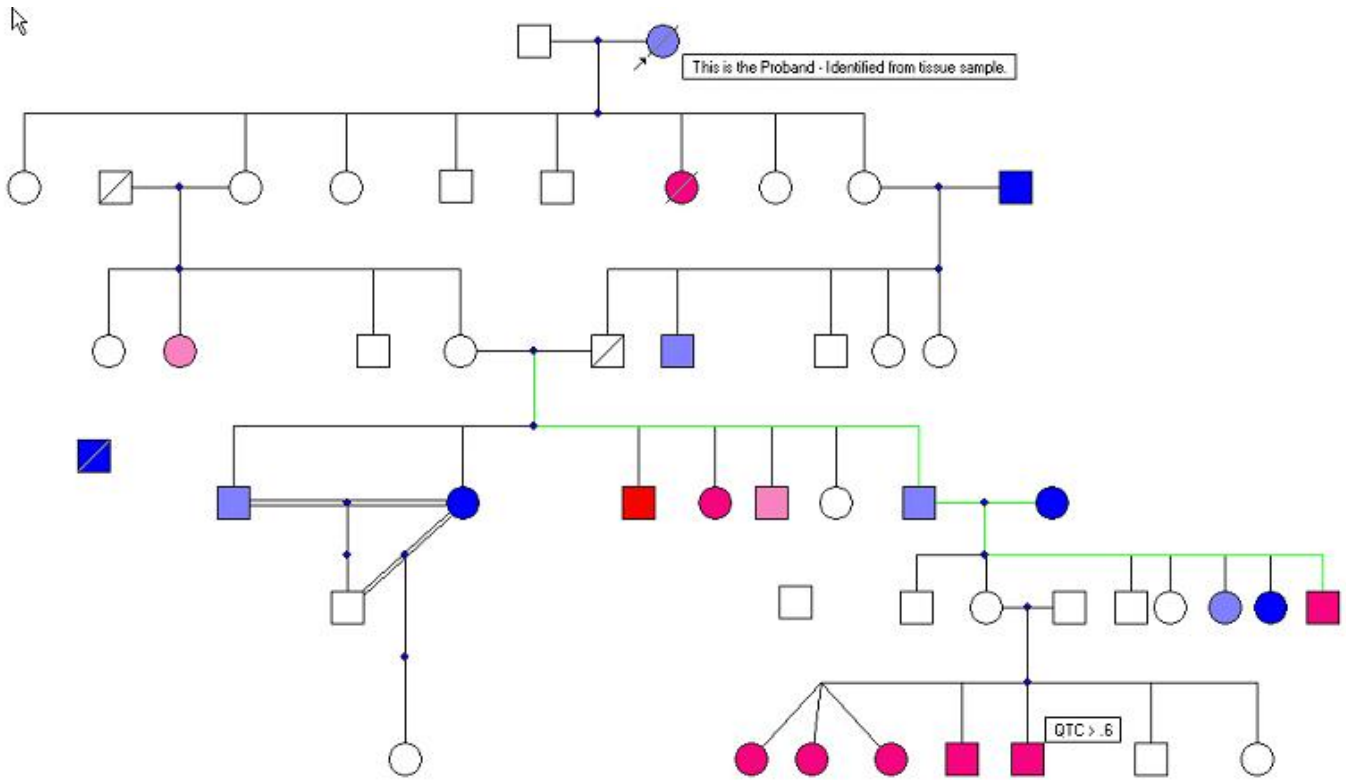 This is the Proband - Identified from tissue sample.
QTC > .6